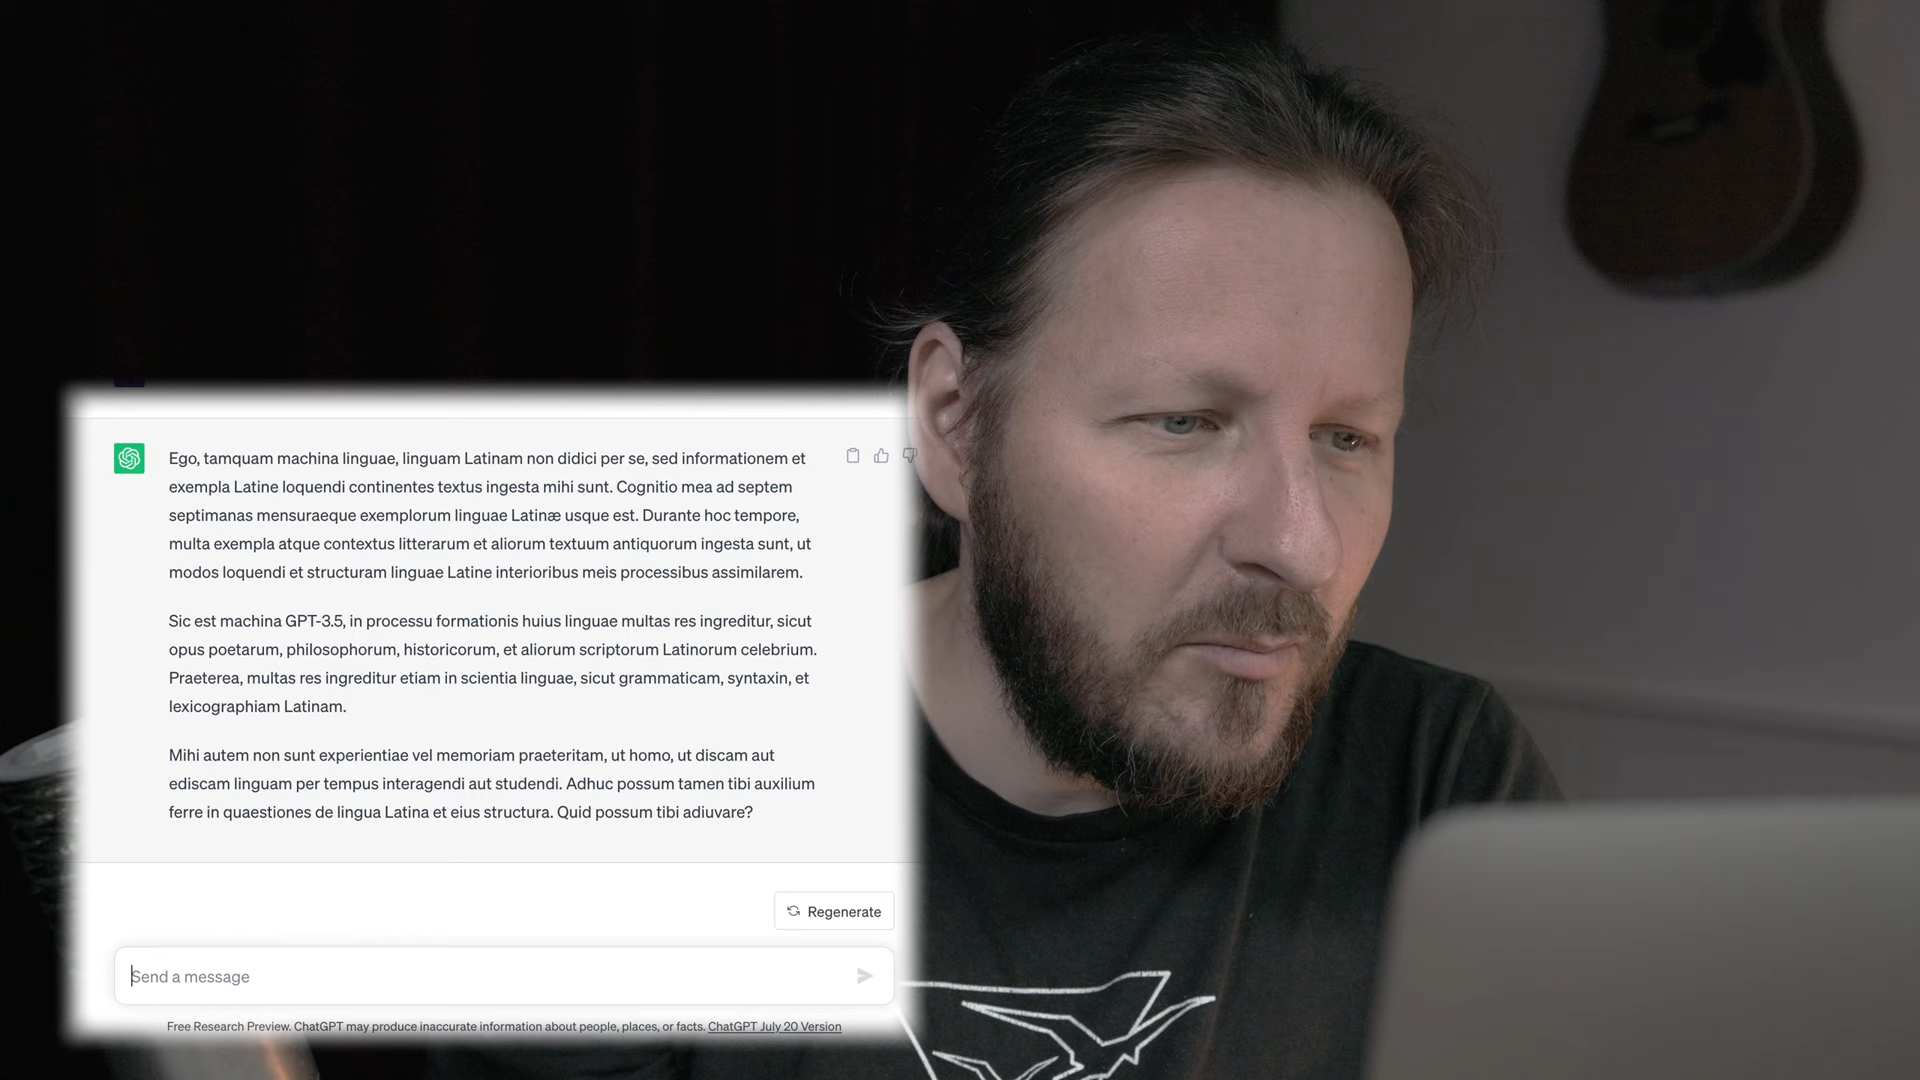 Ego, tamquam machina linguae, linguam Latinam non didici per se, sed informationem et
exempla Latine loquendi continentes textus ingesta mihi sunt. Cognitio mea ad septem
septimanas mensuraeque exemplorum linguae Latinæ usque est. Durante hoc tempore,
multa exempla atque contextus litterarum et aliorum textuum antiquorum ingesta sunt, ut
modos loquendi et structuram linguae Latine interioribus meis processibus assimilarem.
Sic est machina GPT-3.5, in processu formationis huius linguae multas res ingreditur, sicut
opus poetarum, philosophorum, historicorum, et aliorum scriptorum Latinorum celebrium.
Praeterea, multas res ingreditur etiam in scientia linguae, sicut grammaticam, syntaxin, et
lexicographiam Latinam.
Mihi autem non sunt experientiae vel memoriam praeteritam, ut homo, ut discam aut
ediscam linguam per tempus interagendi aut studendi. Adhuc possum tamen tibi auxilium
ferre in quaestiones de lingua Latina et eius structura. Quid possum tibi adiuvare?
Regenerate
Send a message
Free Research Preview. ChatGPT may produce inaccurate information about people, places, or facts. ChatGPT July 20 Version